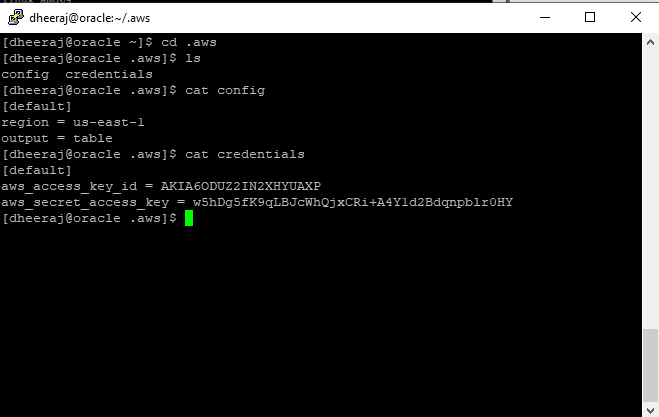 dheeraj@oracle:~/.aws
[dheeraj@oracle ~]$ cd .aws
[dheeraj@oracle .aws]$ ls
config  credentials
[dheeraj@oracle .aws]$ cat config
[default]
region = us-east-1
output = table
[dheeraj@oracle .aws]$ cat credentials
[default]
aws_access_key_id = AKIA6ODUZ2IN2XHYUAXP
aws_secret_access_key = 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
[dheeraj@oracle .aws]$